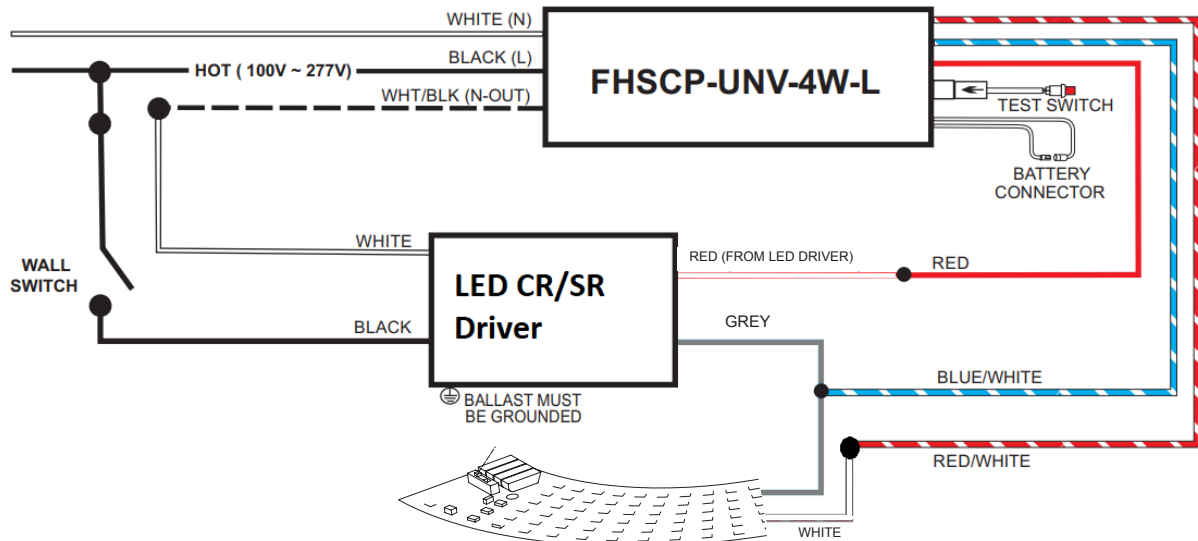 WHITE (N)
BLACK (L)
HOT ( 100V ~ 277V)
WHT/BLK (N-OUT)
FHSCP-UNV-4W-L
TEST SWITCH
BATTERY
CONNECTOR
WALL
SWITCH
WHITE
BLACK
LED CR/SR
Driver
RED (FROM LED DRIVER)
RED
GREY
BALLAST MUST
BE GROUNDED
BLUE/WHITE
RED/WHITE
WHITE